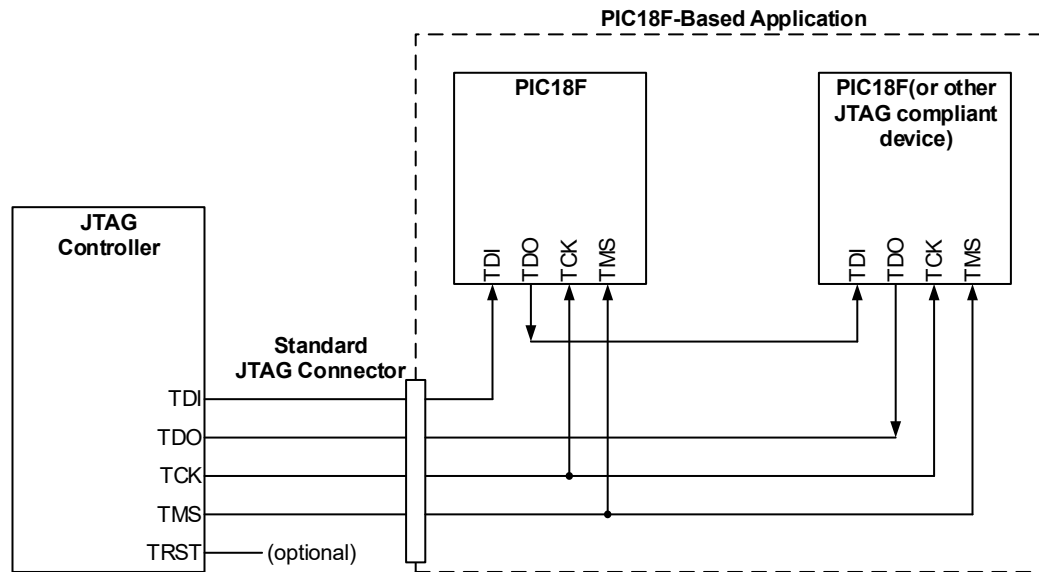 PIC18F-Based Application
PIC18F
PIC18F(or other
JTAG compliant
device)
TDI
TDO
TCK
TMS
TDI
TDO
TCK
TMS
JTAG
Controller
Standard
JTAG Connector
TDI
TDO
TCK
TMS
TRST
(optional)